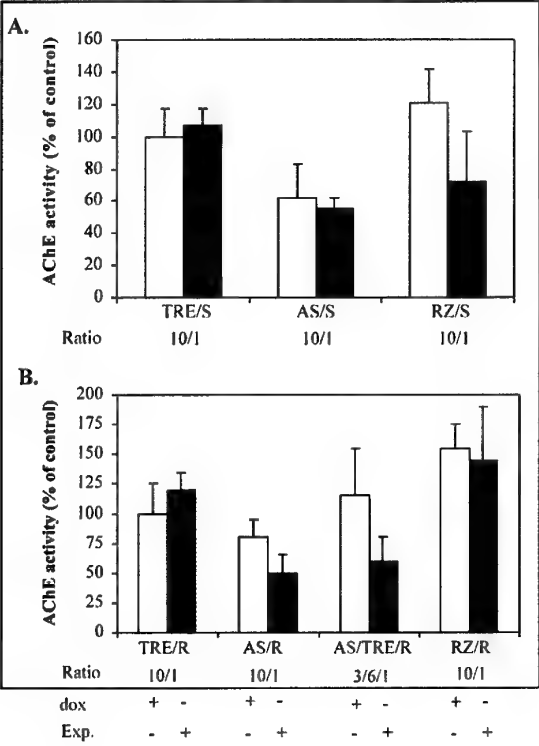 A.
AChE activity (% of control)
160
140
120
100
80
60
40
20
0
TRE/S AS/S RZ/S
Ratio 10/1 10/1 10/1
B.
AChE activity (% of control)
200
175
150
125
100
75
50
25
0
TRE/R AS/R AS/TRE/R RZ/R
Ratio 10/1 10/1 3/6/1 10/1
dox + - + - + - + -
Exp. - + - + - + - +